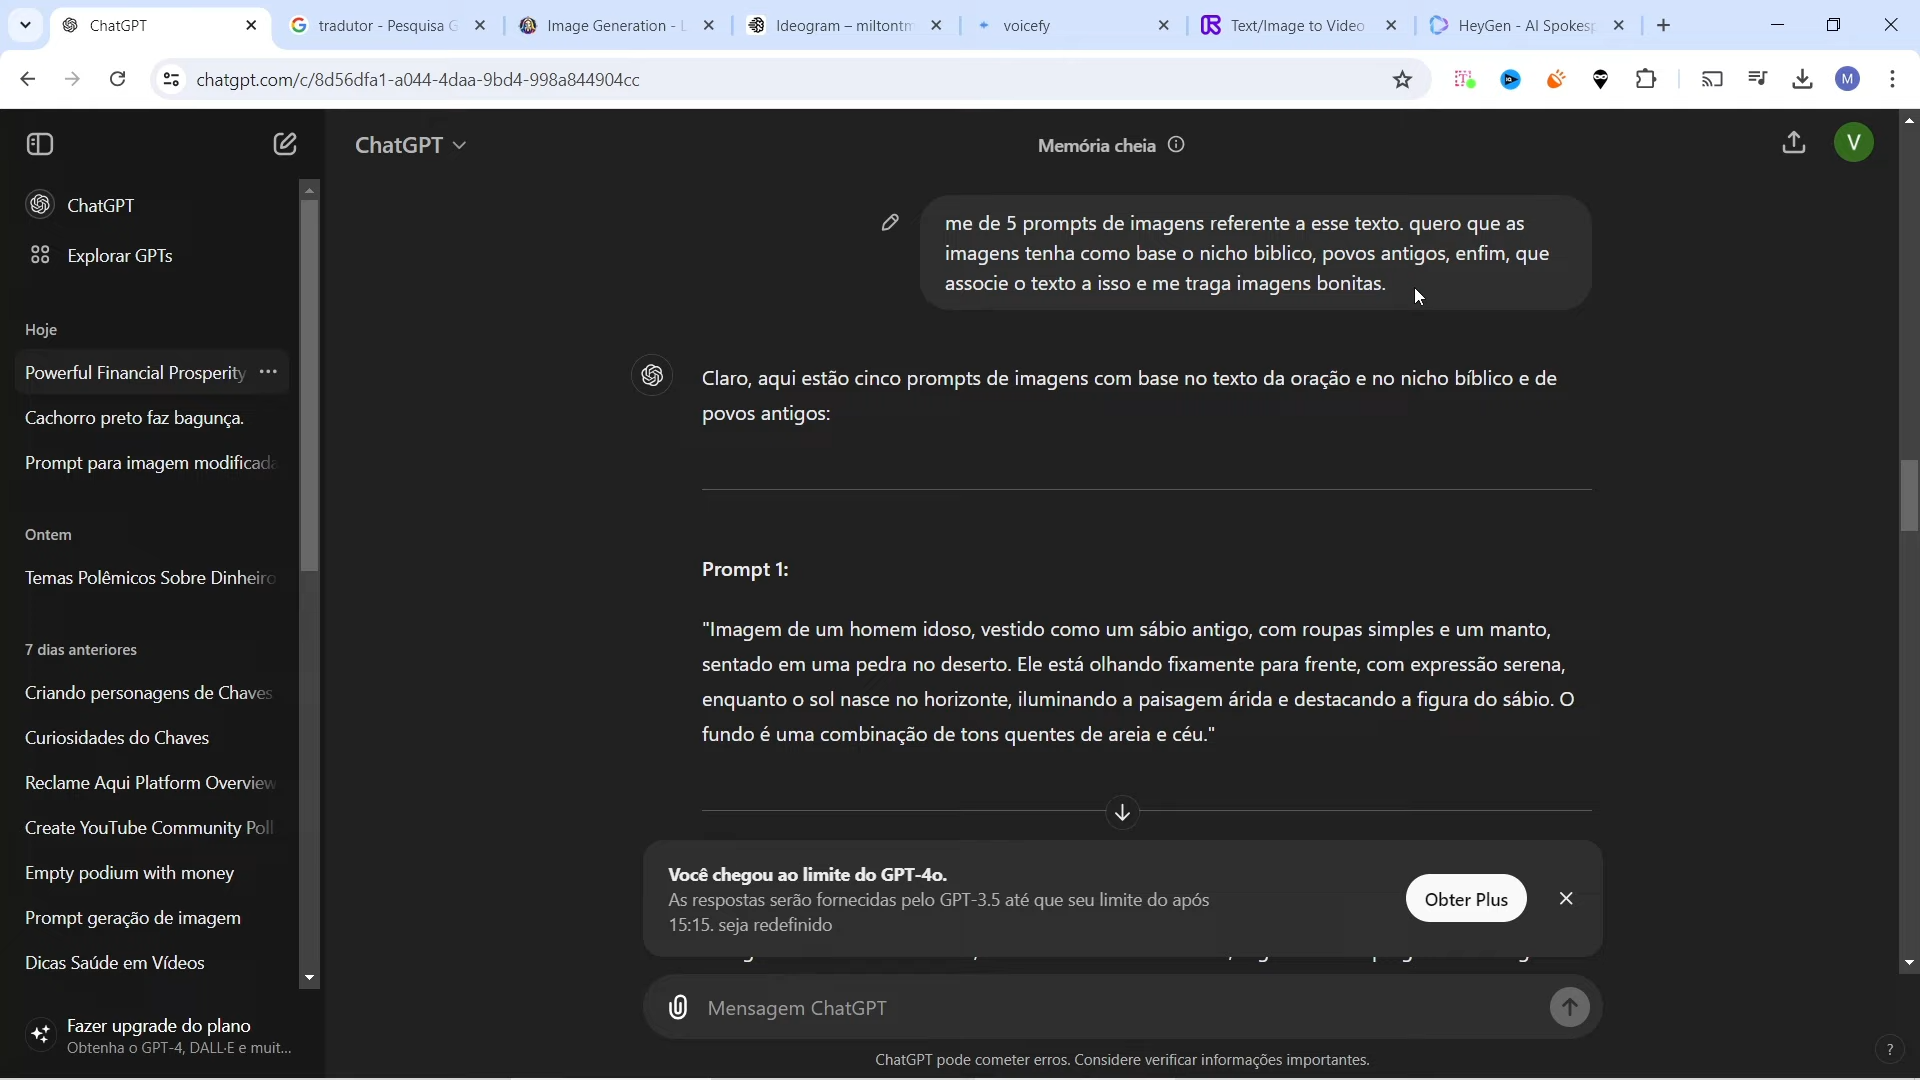 ChatGPT
tradutor - Pesquisa G
Image Generation - L
Ideogram – miltontm
voicefy
Text/Image to Video
HeyGen - AI Spokesp
chatgpt.com/c/8d56dfa1-a044-4daa-9bd4-998a844904cc
M
ChatGPT
Memória cheia
V
ChatGPT
Explorar GPTs
Hoje
Powerful Financial Prosperity
Cachorro preto faz bagunça.
Prompt para imagem modificada
Ontem
Temas Polêmicos Sobre Dinheiro
7 dias anteriores
Criando personagens de Chaves
Curiosidades do Chaves
Reclame Aqui Platform Overview
Create YouTube Community Poll
Empty podium with money
Prompt geração de imagem
Dicas Saúde em Vídeos
Fazer upgrade do plano
Obtenha o GPT-4, DALL·E e muit...
me de 5 prompts de imagens referente a esse texto. quero que as
imagens tenha como base o nicho biblico, povos antigos, enfim, que
associe o texto a isso e me traga imagens bonitas.
Claro, aqui estão cinco prompts de imagens com base no texto da oração e no nicho bíblico e de
povos antigos:
Prompt 1:
"Imagem de um homem idoso, vestido como um sábio antigo, com roupas simples e um manto,
sentado em uma pedra no deserto. Ele está olhando fixamente para frente, com expressão serena,
enquanto o sol nasce no horizonte, iluminando a paisagem árida e destacando a figura do sábio. O
fundo é uma combinação de tons quentes de areia e céu."
Você chegou ao limite do GPT-4o.
As respostas serão fornecidas pelo GPT-3.5 até que seu limite do após
15:15. seja redefinido
Obter Plus
Mensagem ChatGPT
ChatGPT pode cometer erros. Considere verificar informações importantes.
?